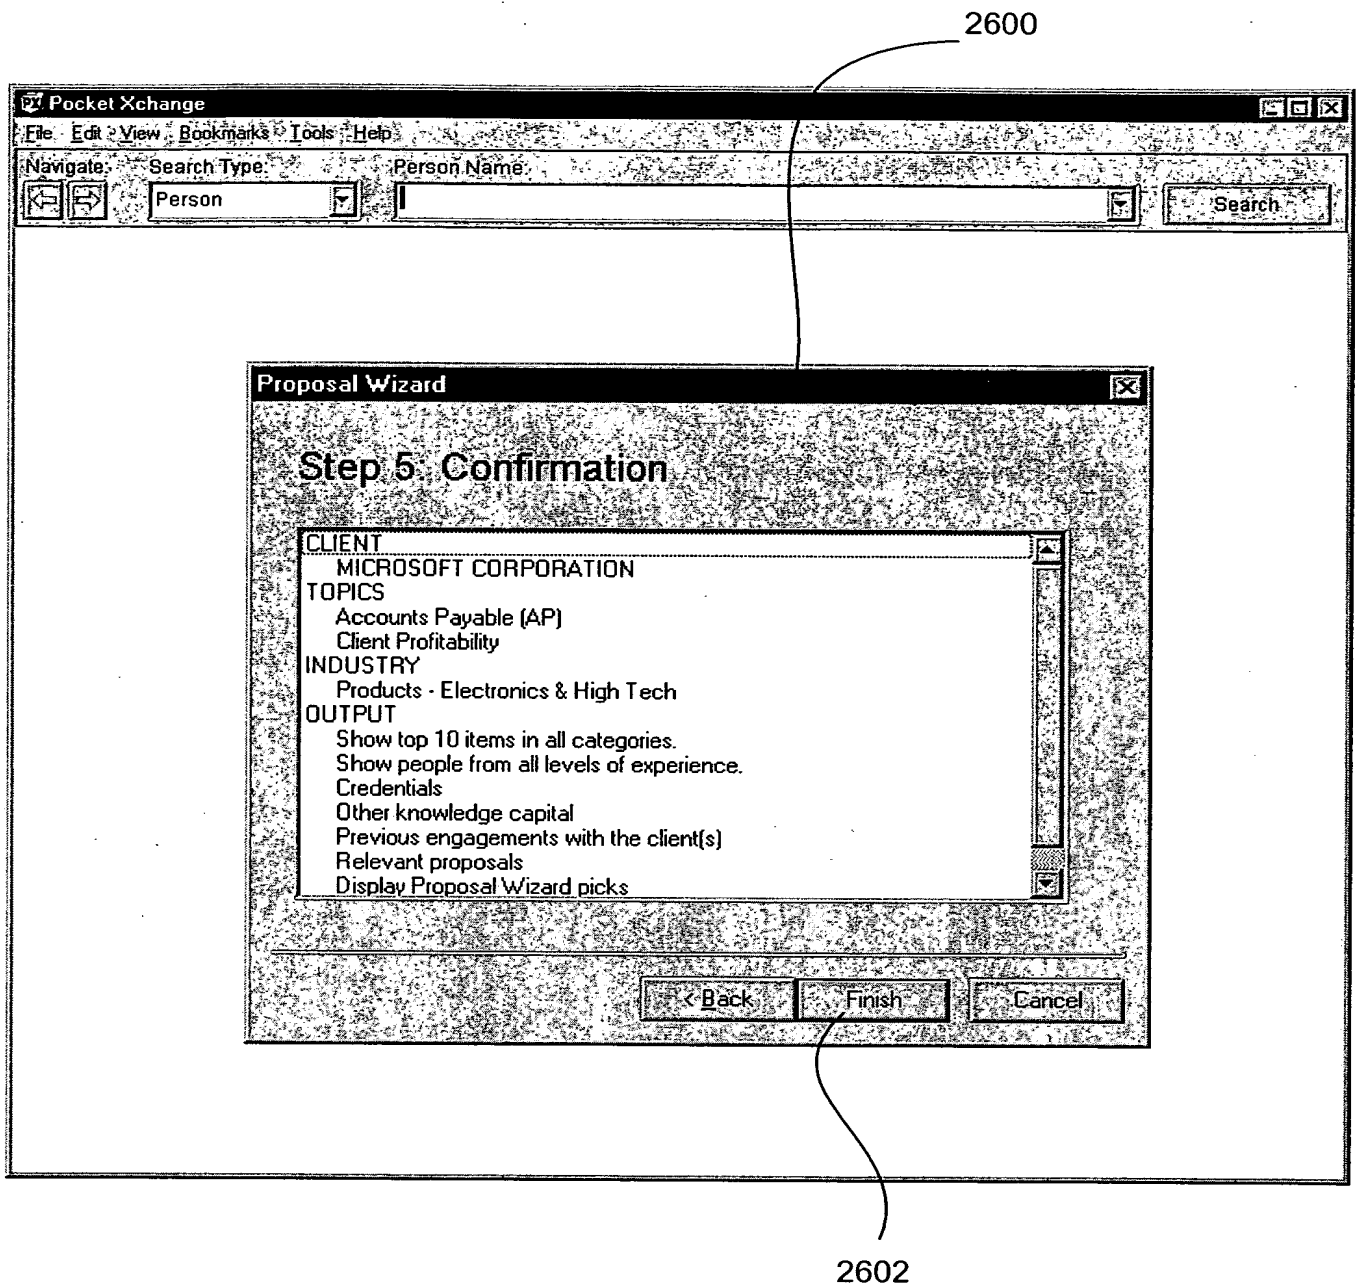 2600
Pocket Xchange
File Edit View Bookmarks Tools Help
Navigate: Search Type: Person Name:
Person Search
Proposal Wizard
Step 5: Confirmation
CLIENT
MICROSOFT CORPORATION
TOPICS
Accounts Payable (AP)
Client Profitability
INDUSTRY
Products - Electronics & High Tech
OUTPUT
Show top 10 items in all categories.
Show people from all levels of experience.
Credentials
Other knowledge capital
Previous engagements with the client(s)
Relevant proposals
Display Proposal Wizard picks
< Back Finish Cancel
2602